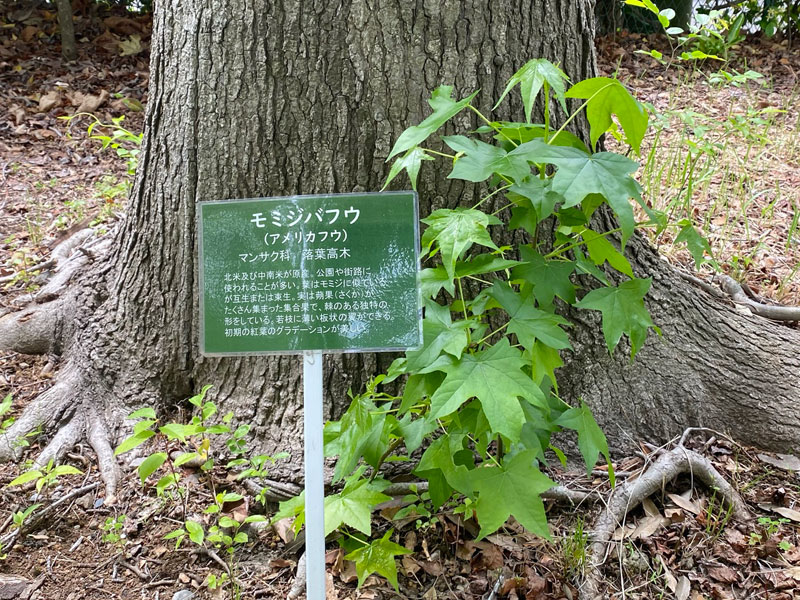 モミジバフウ
(アメリカフウ)
マンサク科 落葉高木
北米及び中南米が原産。公園や街路に
使われることが多い。葉はモミジに似ている
が互生または束生。実は蒴果(さくか)が、
たくさん集まった集合果で、トゲトゲの独特の
形をしている。若枝に薄い板状の翼ができる。
初期の紅葉のグラデーションが美しい。